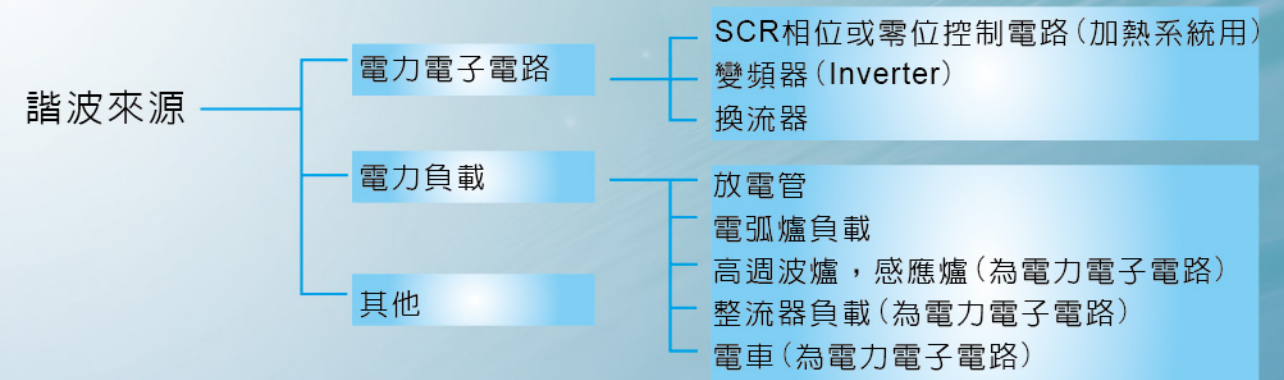 諧波來源
電力電子電路
SCR相位或零位控制電路(加熱系統用)
變頻器(Inverter)
換流器
電力負載
放電管
電弧爐負載
高週波爐，感應爐(為電力電子電路)
整流器負載(為電力電子電路)
電車(為電力電子電路)
其他